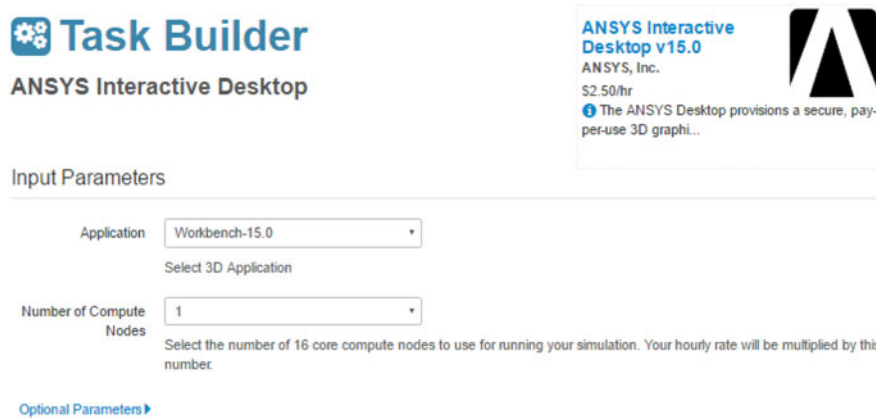 Task Builder
ANSYS Interactive Desktop
ANSYS Interactive
Desktop v15.0
ANSYS, Inc.
$2.50/hr
The ANSYS Desktop provisions a secure, pay-
per-use 3D graphi...
Input Parameters
Application
Workbench-15.0
Select 3D Application
Number of Compute
Nodes
1
Select the number of 16 core compute nodes to use for running your simulation. Your hourly rate will be multiplied by this
number.
Optional Parameters